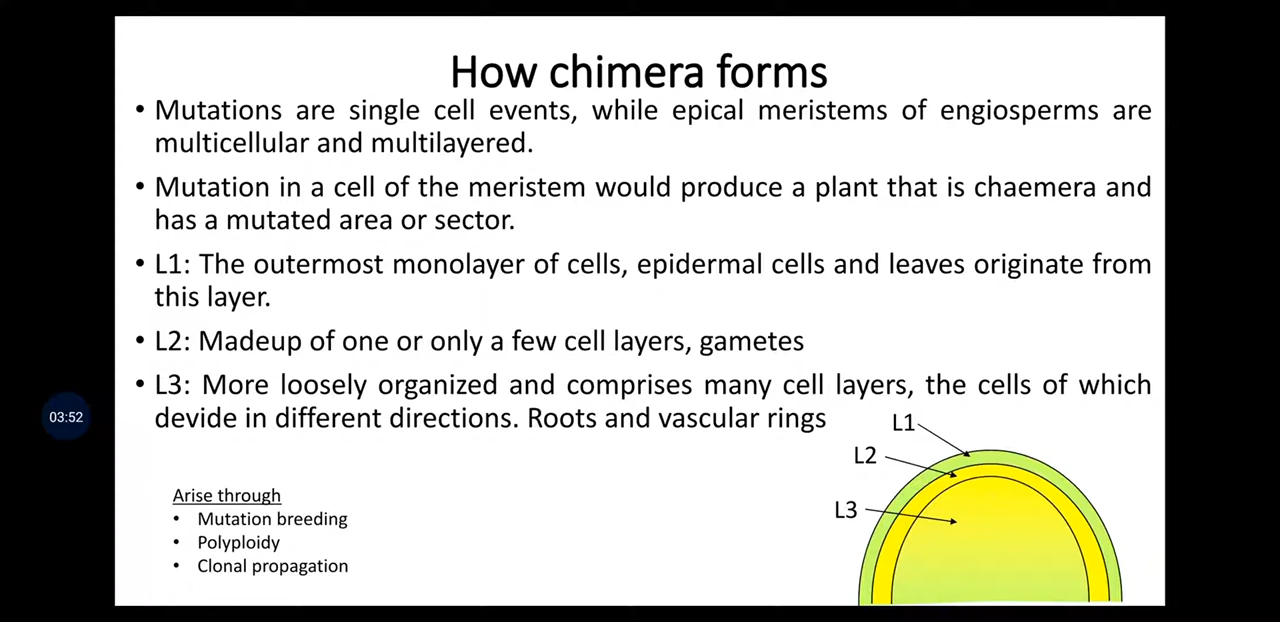 How chimera forms
• Mutations are single cell events, while epical meristems of engiosperms are
multicellular and multilayered.
• Mutation in a cell of the meristem would produce a plant that is chaemera and
has a mutated area or sector.
• L1: The outermost monolayer of cells, epidermal cells and leaves originate from
this layer.
• L2: Madeup of one or only a few cell layers, gametes
• L3: More loosely organized and comprises many cell layers, the cells of which
devide in different directions. Roots and vascular rings
03:52
L1
L2
L3
Arise through
• Mutation breeding
• Polyploidy
• Clonal propagation